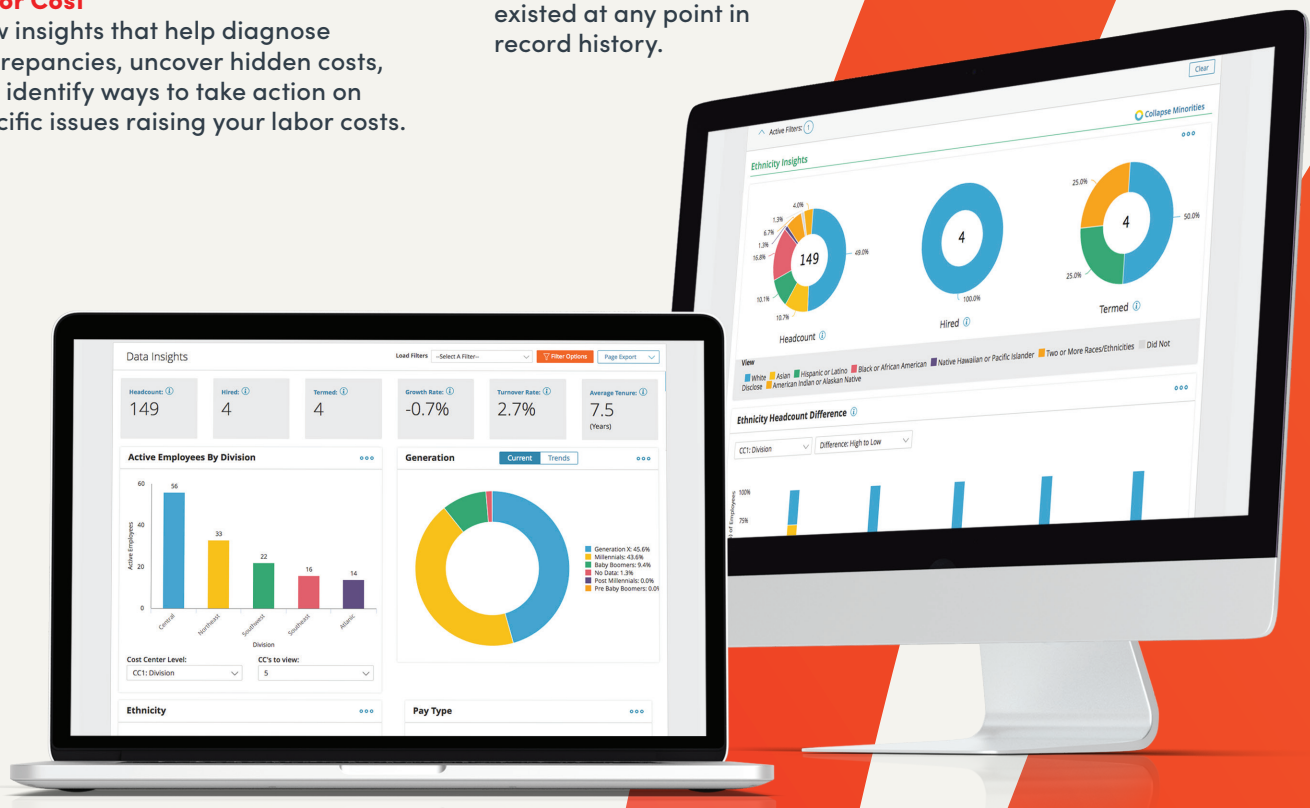 or Cost
w insights that help diagnose
repancies, uncover hidden costs,
identify ways to take action on
cific issues raising your labor costs.
existed at any point in
record history.
Clear
Active Filters: 1
Collapse Minorities
Ethnicity Insights
4.0%
1.3%
6.7%
1.3%
16.8%
10.1%
10.7%
49.0%
149
Headcount
4
100.0%
Hired
25.0%
50.0%
25.0%
4
Termed
View
White Asian Hispanic or Latino Black or African American Native Hawaiian or Pacific Islander Two or More Races/Ethnicities Did Not
Disclose American Indian or Alaskan Native
Ethnicity Headcount Difference
CC1: Division Difference: High to Low
100%
75%
of Employees
Data Insights
Load Filters --Select A Filter-- Filter Options Page Export
Headcount: 149
Hired: 4
Termed: 4
Growth Rate: -0.7%
Turnover Rate: 2.7%
Average Tenure: 7.5
(Years)
Active Employees By Division
60
40
20
0
Active Employees
56
33
22
16
14
Central
Northeast
Southwest
Southeast
Atlanic
Division
Cost Center Level: CC's to view:
CC1: Division 5
Generation Current Trends
Generation X: 45.6%
Millennials: 43.6%
Baby Boomers: 9.4%
No Data: 1.3%
Post Millennials: 0.0%
Pre Baby Boomers: 0.0%
Ethnicity
Pay Type